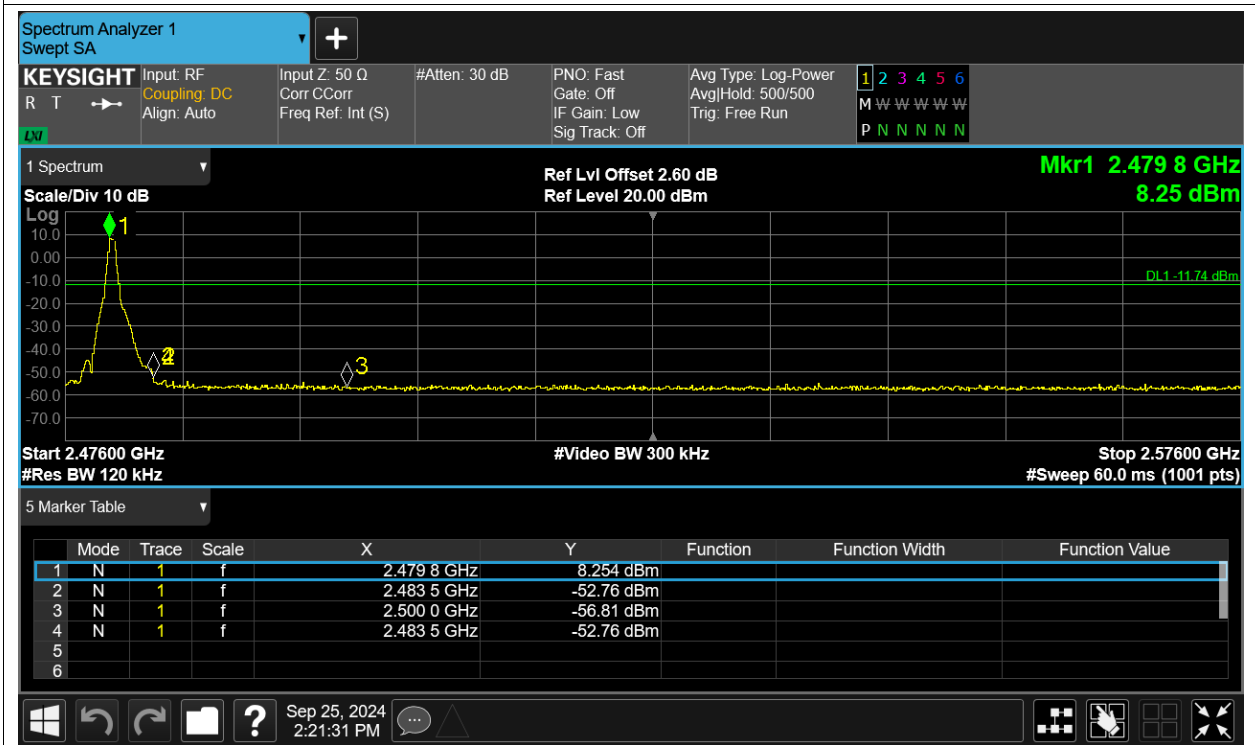 Spectrum Analyzer 1
Swept SA
+
KEYSIGHT Input: RF Input Z: 50 Ω #Atten: 30 dB PNO: Fast Avg Type: Log-Power 1 2 3 4 5 6
R T Coupling: DC Corr CCorr Gate: Off Avg|Hold: 500/500 M W W W W W
Align: Auto Freq Ref: Int (S) IF Gain: Low Trig: Free Run
LXI Sig Track: Off P N N N N N
1 Spectrum Ref Lvl Offset 2.60 dB Mkr1 2.479 8 GHz
Scale/Div 10 dB Ref Level 20.00 dBm 8.25 dBm
Log
1
10.0
0.00
-10.0 DL1 -11.74 dBm
-20.0
-30.0
-40.0
-50.0 3
-60.0
-70.0
Start 2.47600 GHz #Video BW 300 kHz Stop 2.57600 GHz
#Res BW 120 kHz #Sweep 60.0 ms (1001 pts)
5 Marker Table
Mode Trace Scale X Y Function Function Width Function Value
1 N 1 f 2.479 8 GHz 8.254 dBm
2 N 1 f 2.483 5 GHz -52.76 dBm
3 N 1 f 2.500 0 GHz -56.81 dBm
4 N 1 f 2.483 5 GHz -52.76 dBm
5
6
? Sep 25, 2024
2:21:31 PM